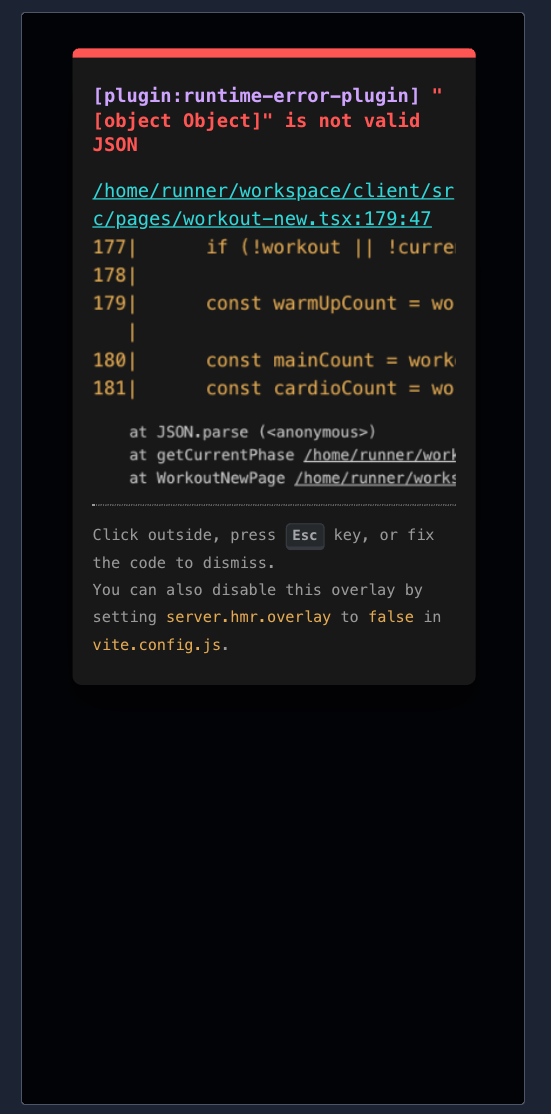 [plugin:runtime-error-plugin] "
[object Object]" is not valid
JSON
/home/runner/workspace/client/sr
c/pages/workout-new.tsx:179:47
177|      if (!workout || !curre
178|
179|      const warmUpCount = wo
   |
180|      const mainCount = work
181|      const cardioCount = wo
    at JSON.parse (<anonymous>)
    at getCurrentPhase /home/runner/work
    at WorkoutNewPage /home/runner/works
Click outside, press Esc key, or fix
the code to dismiss.
You can also disable this overlay by
setting server.hmr.overlay to false in
vite.config.js.